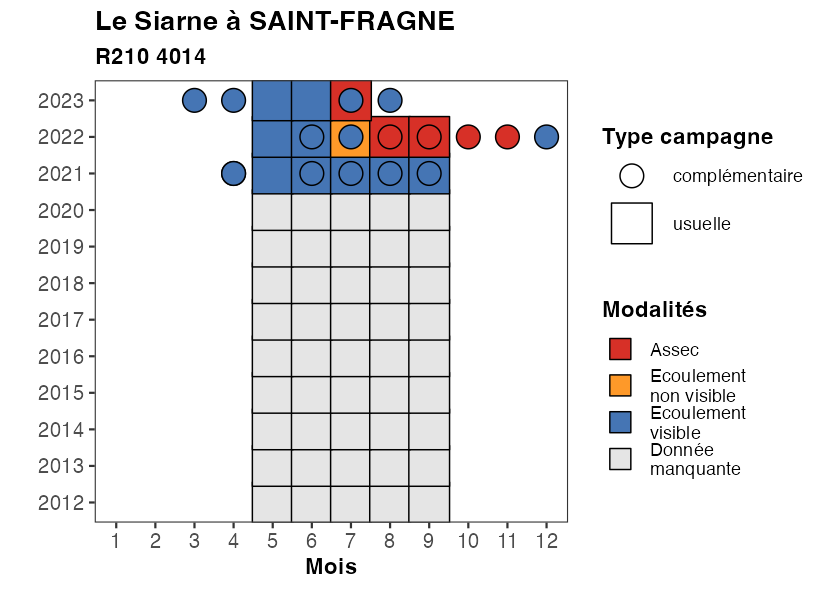 Le Siarne à SAINT-FRAGNE
R210 4014
2023
2022
2021
2020
2019
2018
2017
2016
2015
2014
2013
2012
1 2 3 4 5 6 7 8 9 10 11 12
Mois
Type campagne
complémentaire
usuelle
Modalités
Assec
Ecoulement
non visible
Ecoulement
visible
Donnée
manquante